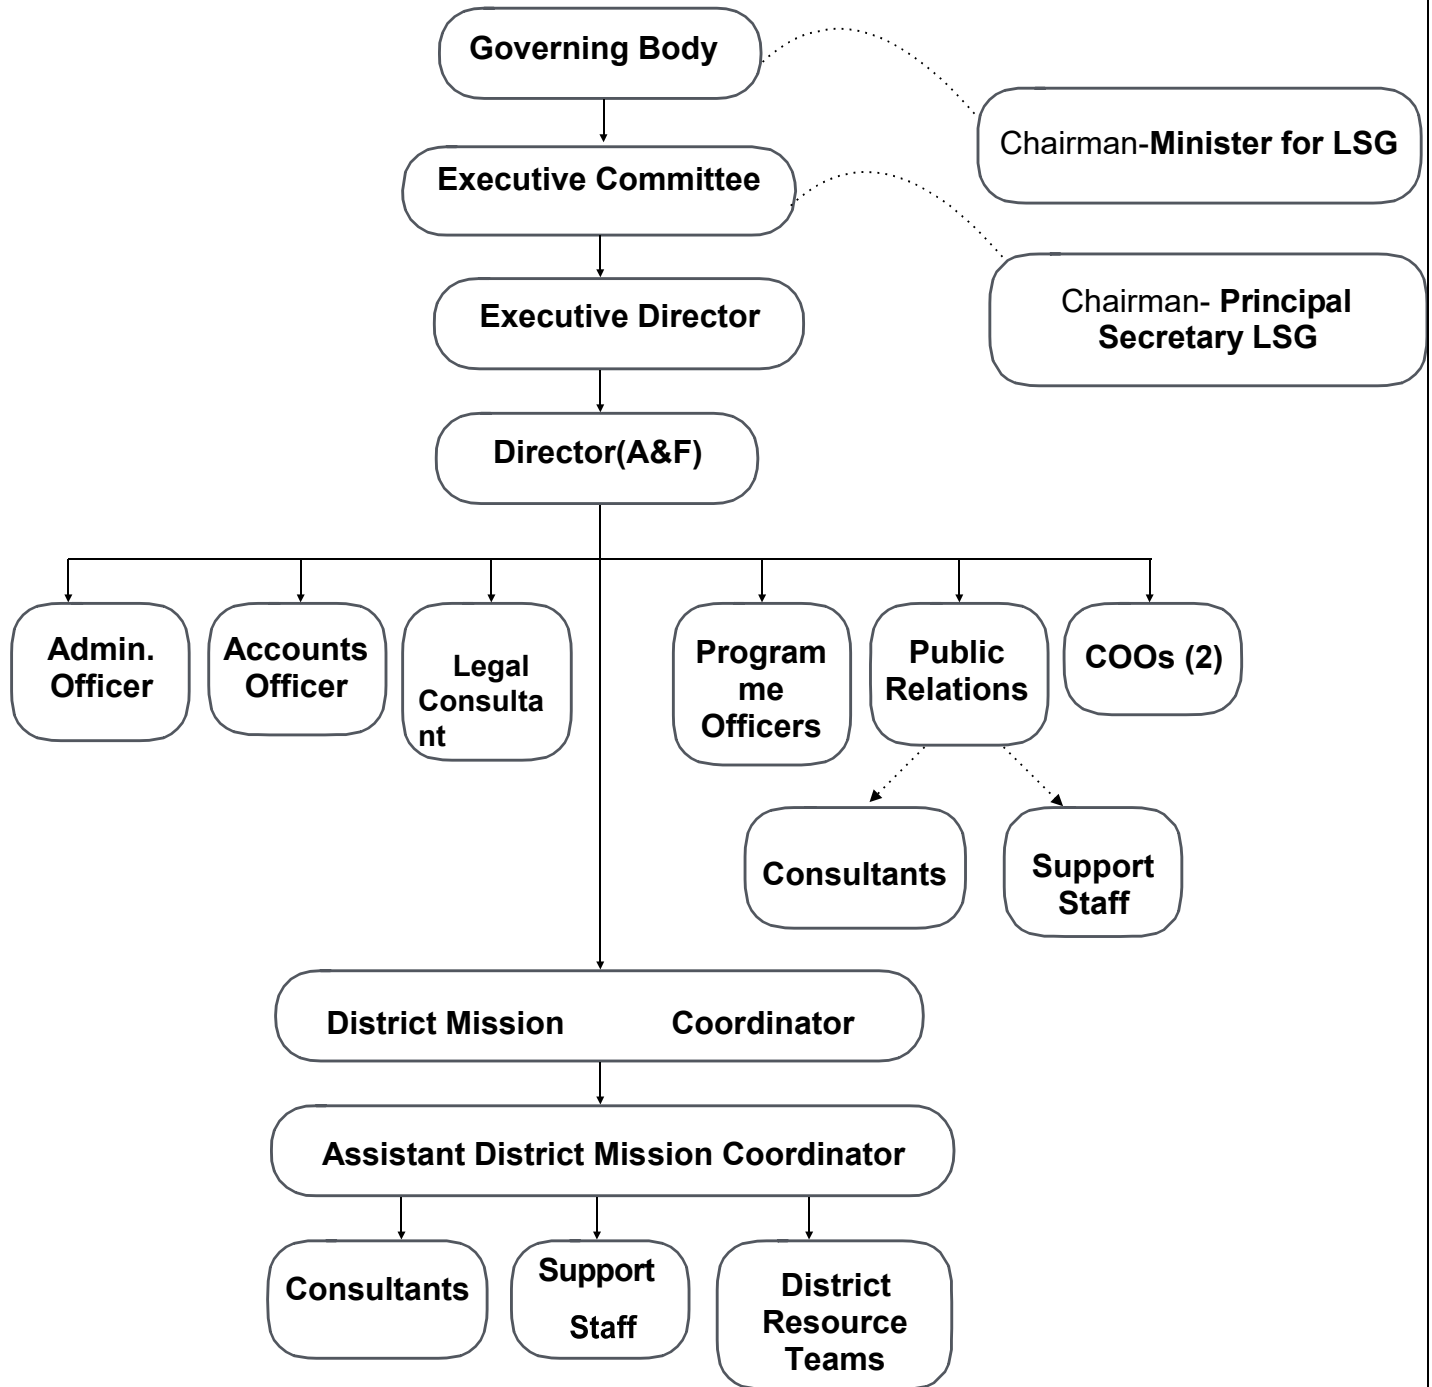 Governing Body
Chairman-Minister for LSG
Executive Committee
Chairman- Principal
Secretary LSG
Executive Director
Director(A&F)
Admin.
Officer
Accounts
Officer
Legal
Consulta
nt
Program
me
Officers
Public
Relations
COOs (2)
Consultants
Support
Staff
District Mission Coordinator
Assistant District Mission Coordinator
Consultants
Support
Staff
District
Resource
Teams